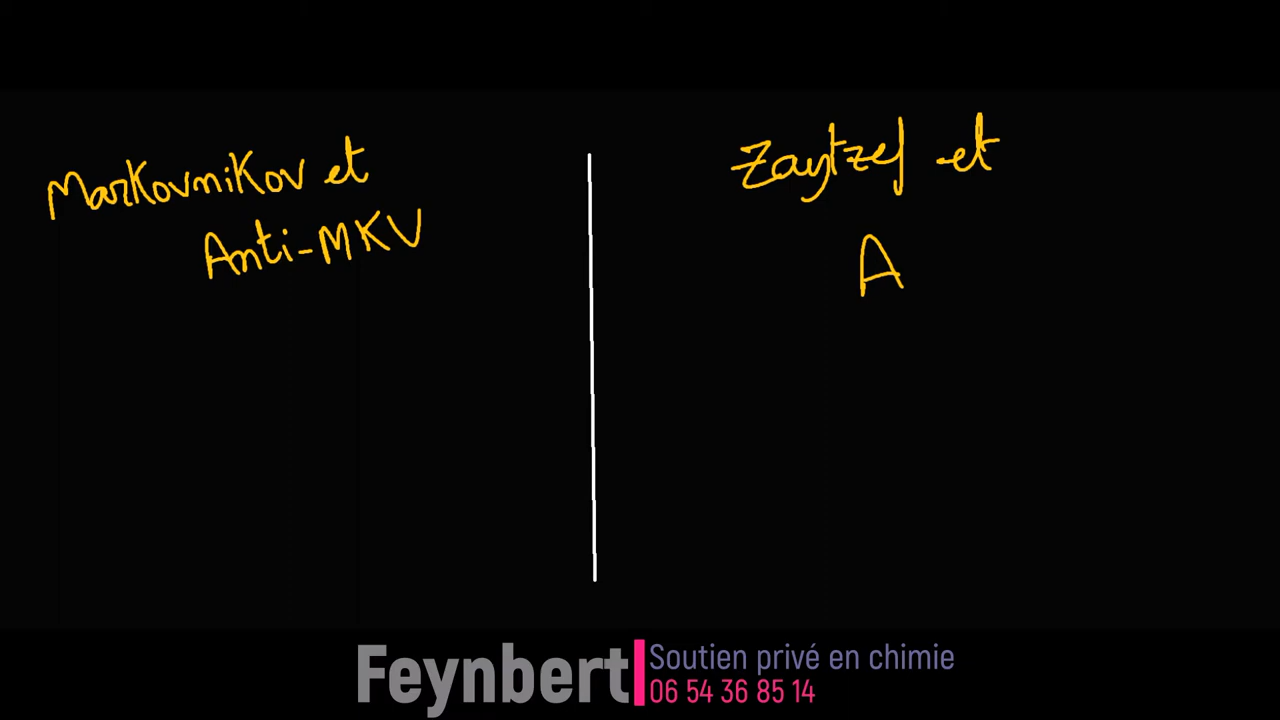 Markovnikov et
Anti-MKV
Zaytzef et
A
Feynbert
Soutien privé en chimie
06 54 36 85 14